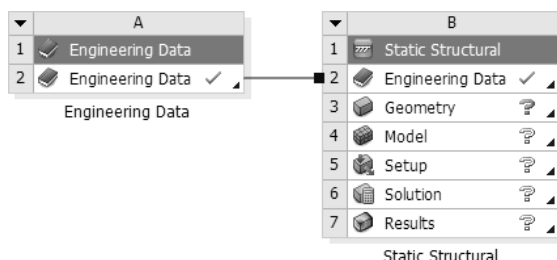 A
1 Engineering Data
2 Engineering Data
Engineering Data
B
1 Static Structural
2 Engineering Data
3 Geometry
4 Model
5 Setup
6 Solution
7 Results
Static Structural